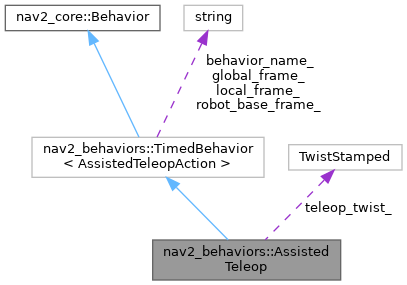 nav2_core::Behavior
string
behavior_name_
global_frame_
local_frame_
robot_base_frame_
nav2_behaviors::TimedBehavior
< AssistedTeleopAction >
TwistStamped
teleop_twist_
nav2_behaviors::Assisted
Teleop